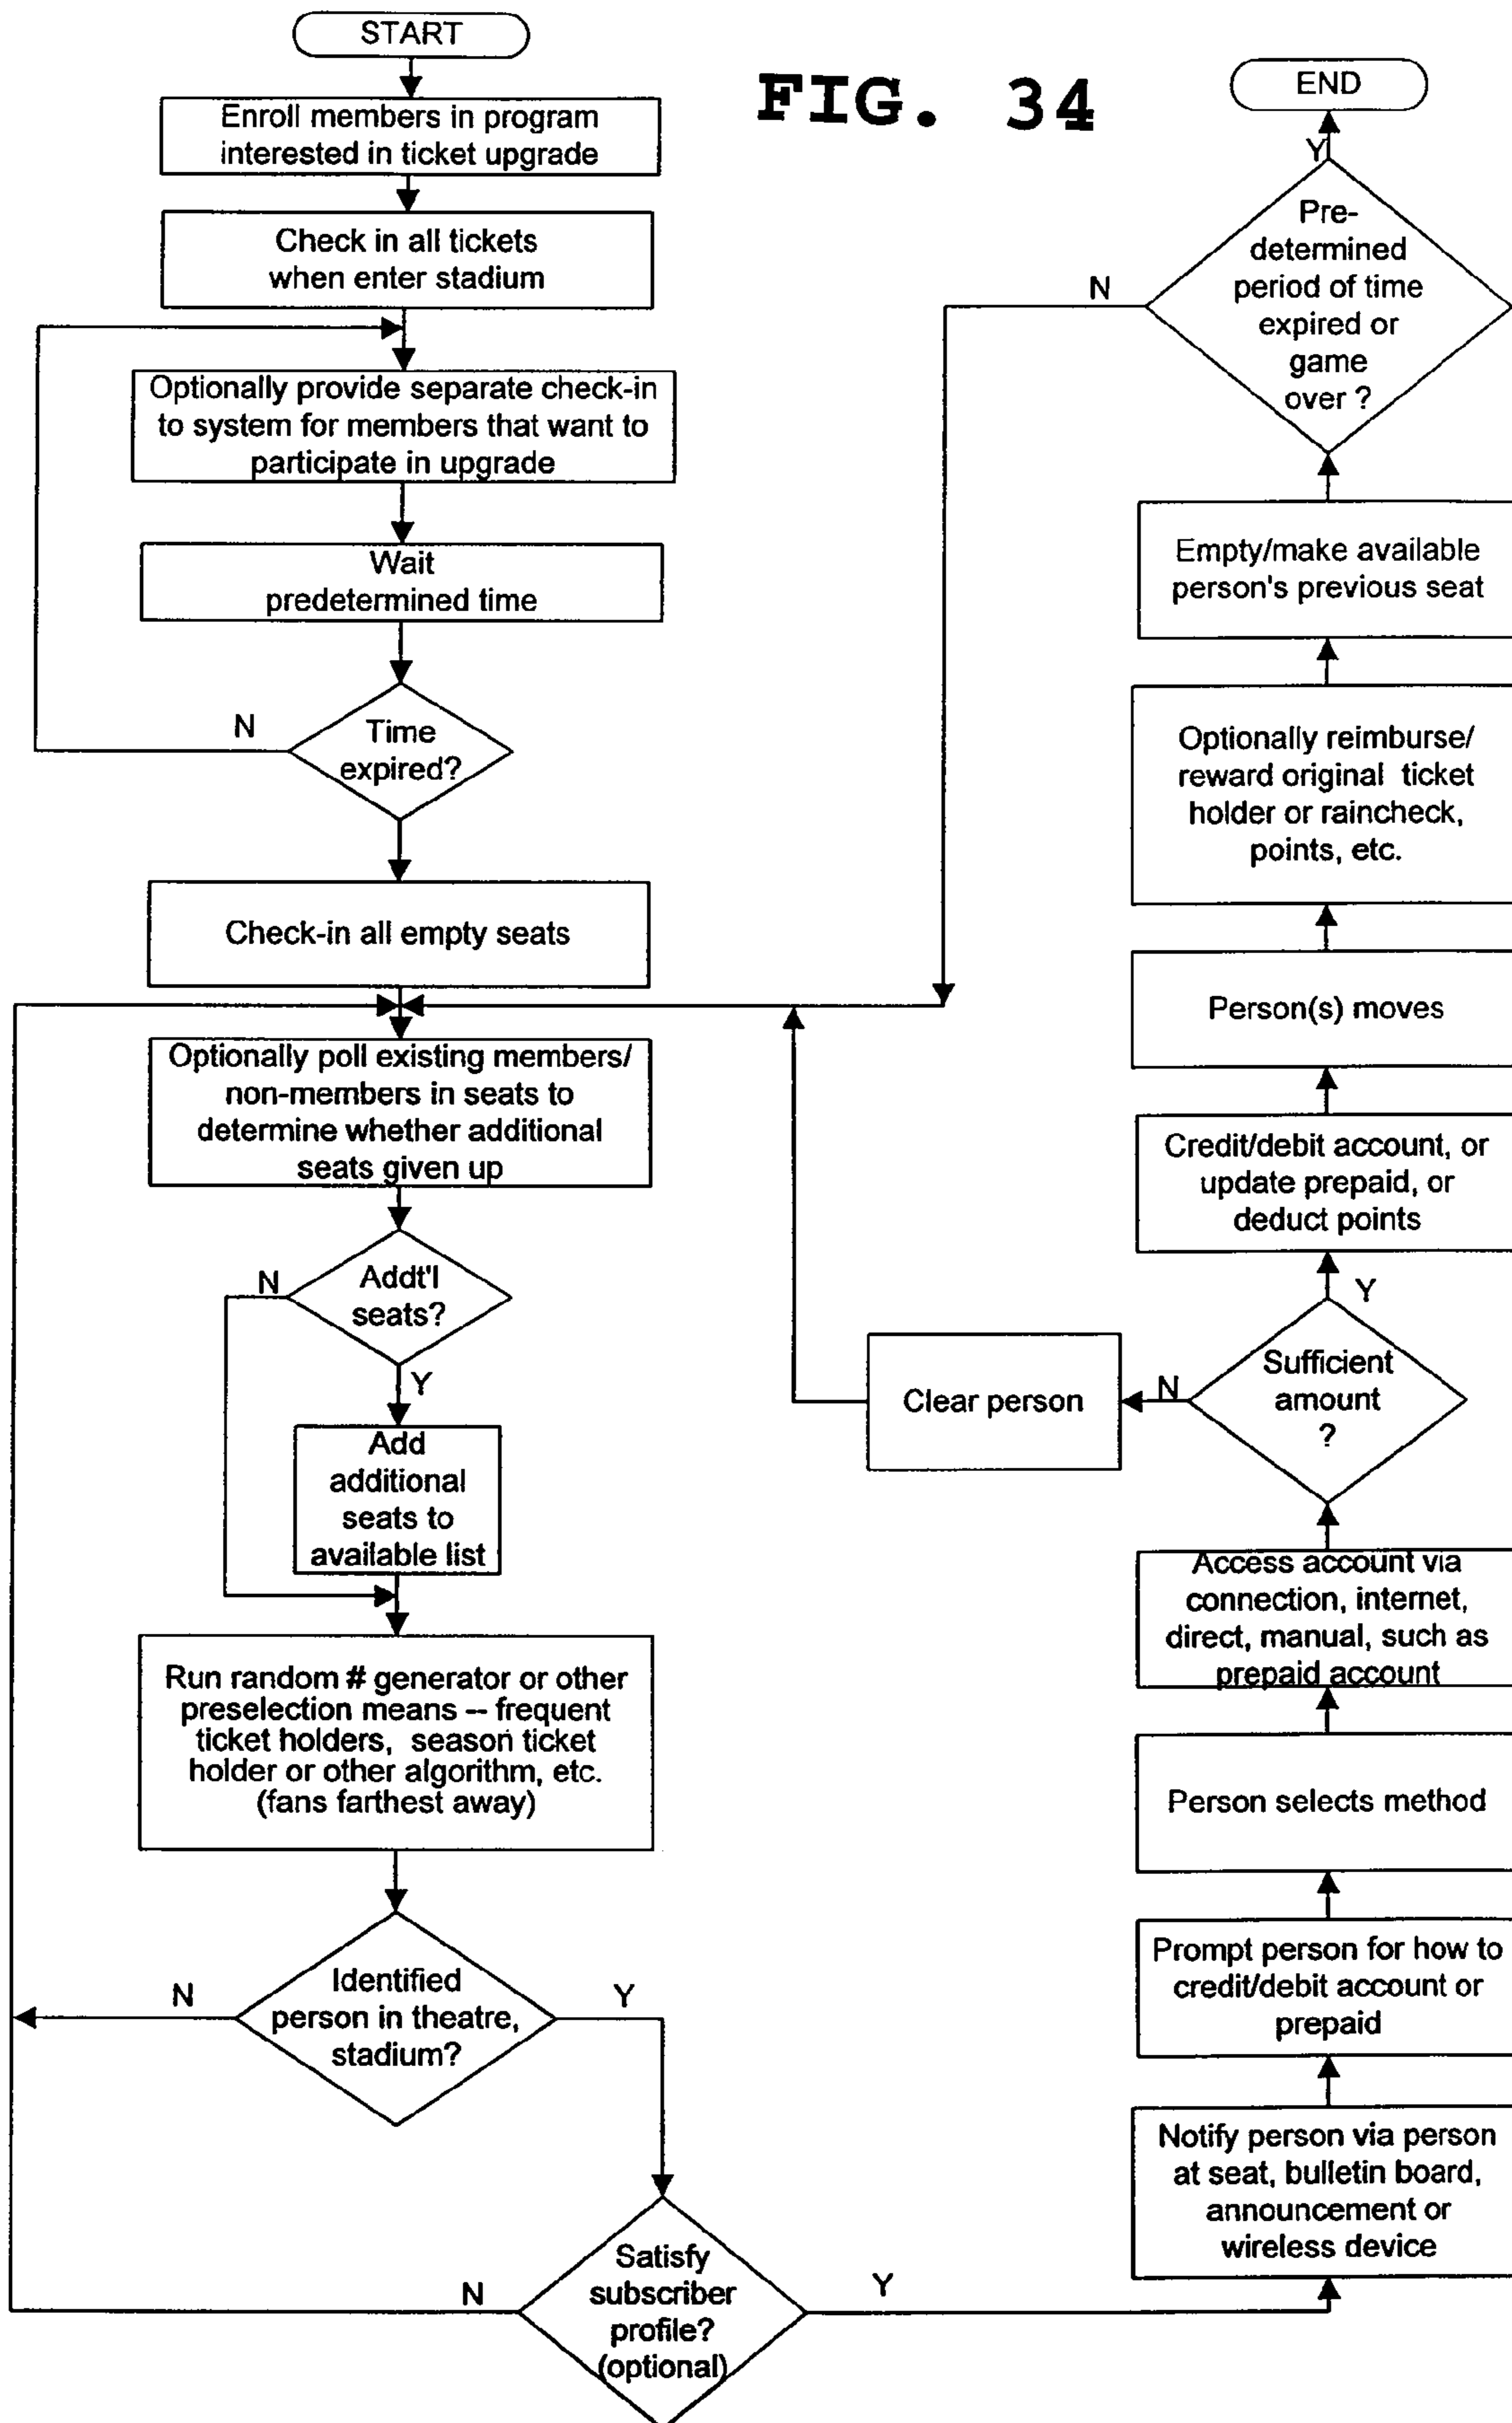 START
FIG. 34
Enroll members in program
interested in ticket upgrade
Check in all tickets
when enter stadium
Optionally provide separate check-in
to system for members that want to
participate in upgrade
Wait
predetermined time
N
Time
expired?
Check-in all empty seats
Optionally poll existing members/
non-members in seats to
determine whether additional
seats given up
N
Addt'l
seats?
Y
Add
additional
seats to
available list
Run random # generator or other
preselection means -- frequent
ticket holders, season ticket
holder or other algorithm, etc.
(fans farthest away)
N
Identified
person in theatre,
stadium?
Y
N
Satisfy
subscriber
profile?
(optional)
Y
Notify person via person
at seat, bulletin board,
announcement or
wireless device
Prompt person for how to
credit/debit account or
prepaid
Person selects method
Access account via
connection, internet,
direct, manual, such as
prepaid account
Sufficient
amount
?
N
Clear person
Y
Credit/debit account, or
update prepaid, or
deduct points
Person(s) moves
Optionally reimburse/
reward original ticket
holder or raincheck,
points, etc.
Empty/make available
person's previous seat
Pre-
determined
period of time
expired or
game
over ?
N
Y
END